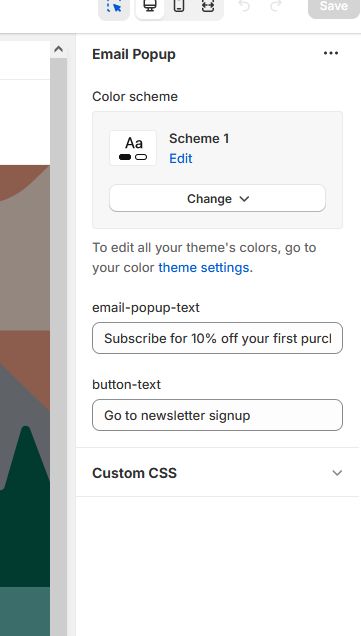 Save
Email Popup
Color scheme
Aa
Scheme 1
Edit
Change
To edit all your theme's colors, go to
your color theme settings.
email-popup-text
Subscribe for 10% off your first purcl
button-text
Go to newsletter signup
Custom CSS